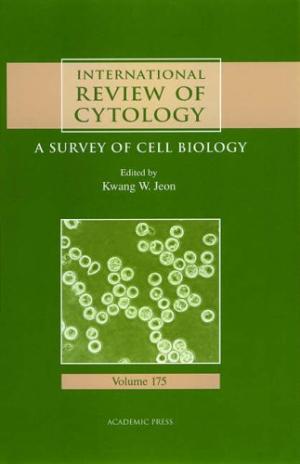 INTERNATIONAL
REVIEW OF
CYTOLOGY
A SURVEY OF CELL BIOLOGY
Edited by
Kwang W. Jeon
Volume 175
ACADEMIC PRESS